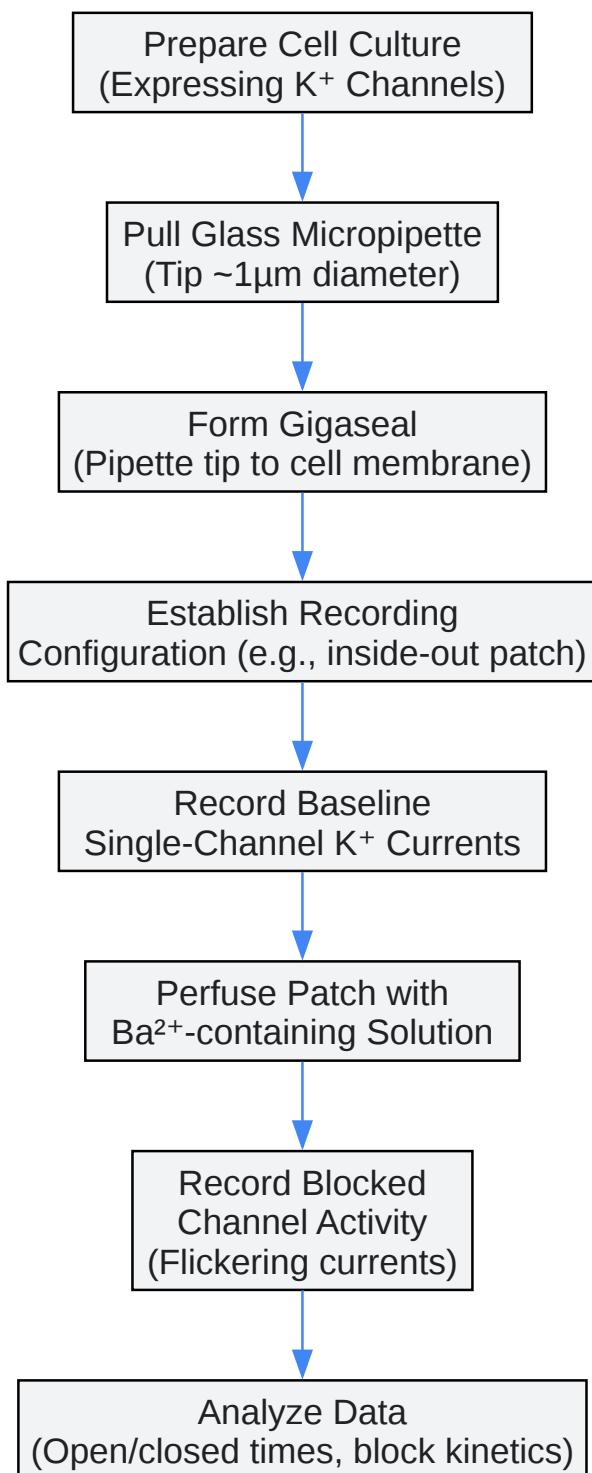 Prepare Cell Culture
(Expressing K⁺ Channels)
Pull Glass Micropipette
(Tip ~1µm diameter)
Form Gigaseal
(Pipette tip to cell membrane)
Establish Recording
Configuration (e.g., inside-out patch)
Record Baseline
Single-Channel K⁺ Currents
Perfuse Patch with
Ba²⁺-containing Solution
Record Blocked
Channel Activity
(Flickering currents)
Analyze Data
(Open/closed times, block kinetics)